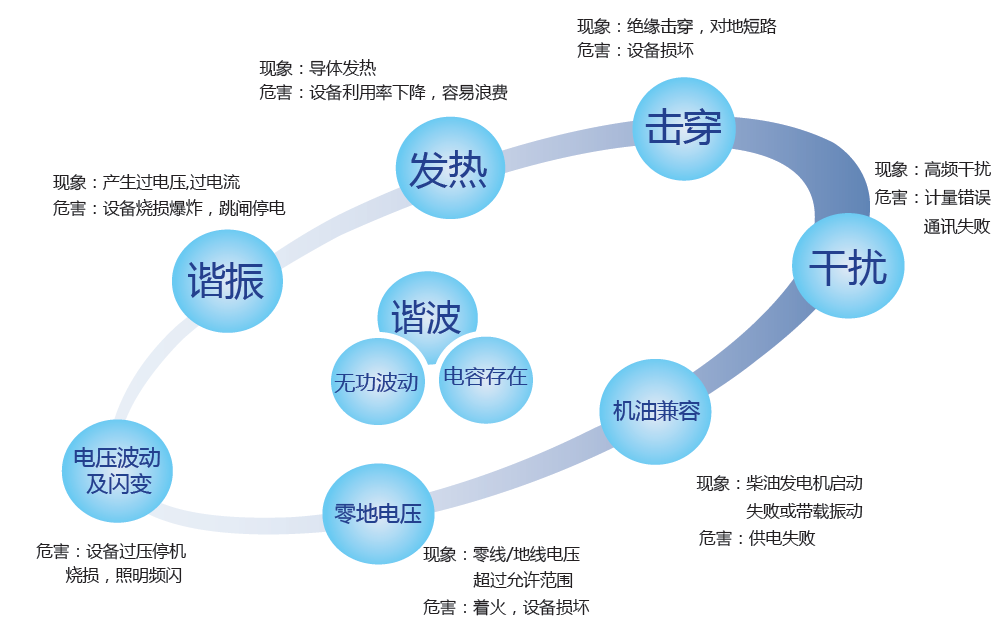 现象：绝缘击穿，对地短路
危害：设备损坏
击穿
现象：导体发热
危害：设备利用率下降，容易浪费
发热
现象：高频干扰
危害：计量错误
通讯失败
干扰
现象：产生过电压,过电流
危害：设备烧损爆炸，跳闸停电
谐振
谐波
无功波动
电容存在
机油兼容
现象：柴油发电机启动
失败或带载振动
危害：供电失败
电压波动
及闪变
危害：设备过压停机
烧损，照明频闪
零地电压
现象：零线/地线电压
超过允许范围
危害：着火，设备损坏